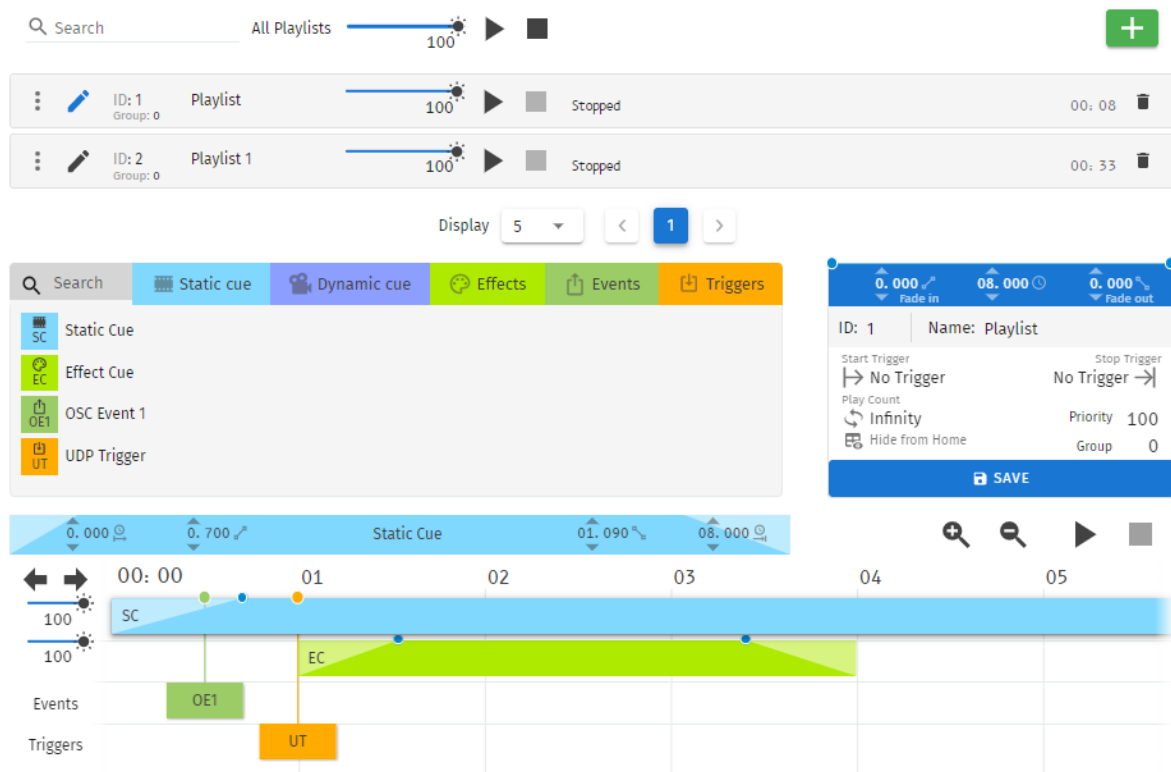 Search All Playlists 100
ID: 1 Playlist 100 Stopped 00: 08
Group: 0
ID: 2 Playlist 1 100 Stopped 00: 33
Group: 0
Display 5 1
Search Static cue Dynamic cue Effects Events Triggers
SC Static Cue
EC Effect Cue
OE1 OSC Event 1
UT UDP Trigger
0. 000 08. 000 0. 000
Fade in Fade out
ID: 1 Name: Playlist
Start Trigger Stop Trigger
No Trigger No Trigger
Play Count
Infinity Priority 100
Hide from Home
Group 0
SAVE
0. 000 0. 700 Static Cue 01. 090 08. 000
00: 00 01 02 03 04 05
100 SC
100 EC
Events OE1
Triggers UT